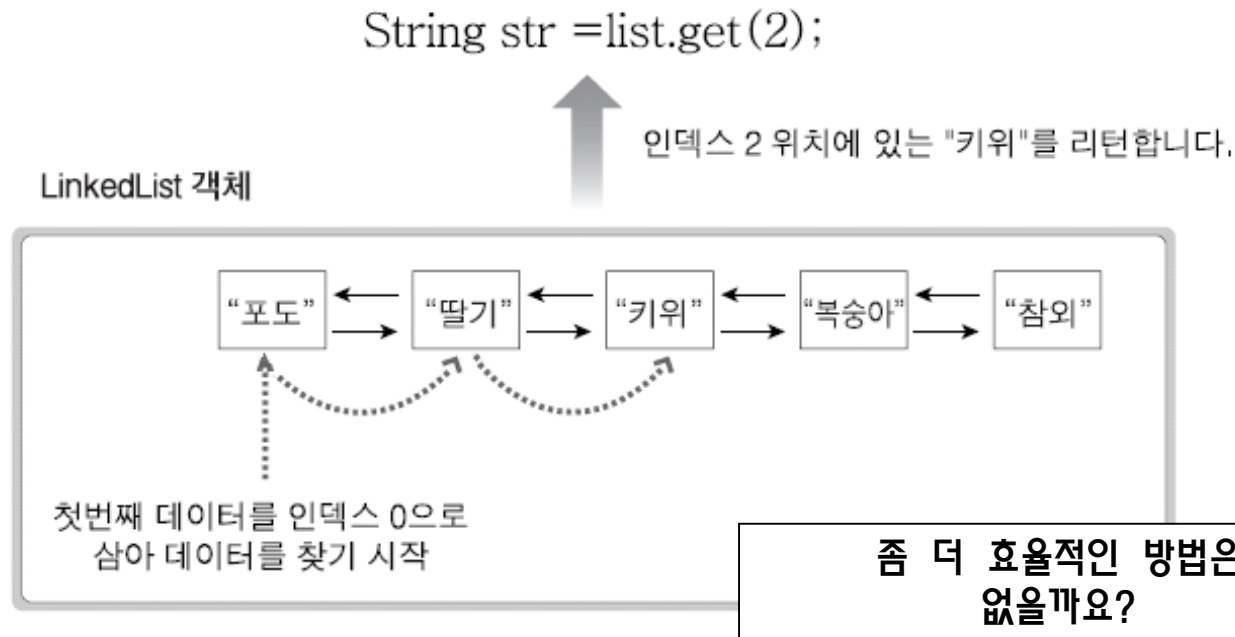 String str =list.get(2);
인덱스 2 위치에 있는 "키위"를 리턴합니다.
LinkedList 객체
“포도”
“딸기”
“키위”
“복숭아”
“참외”
첫번째 데이터를 인덱스 0으로
삼아 데이터를 찾기 시작
좀 더 효율적인 방법은
없을까요?